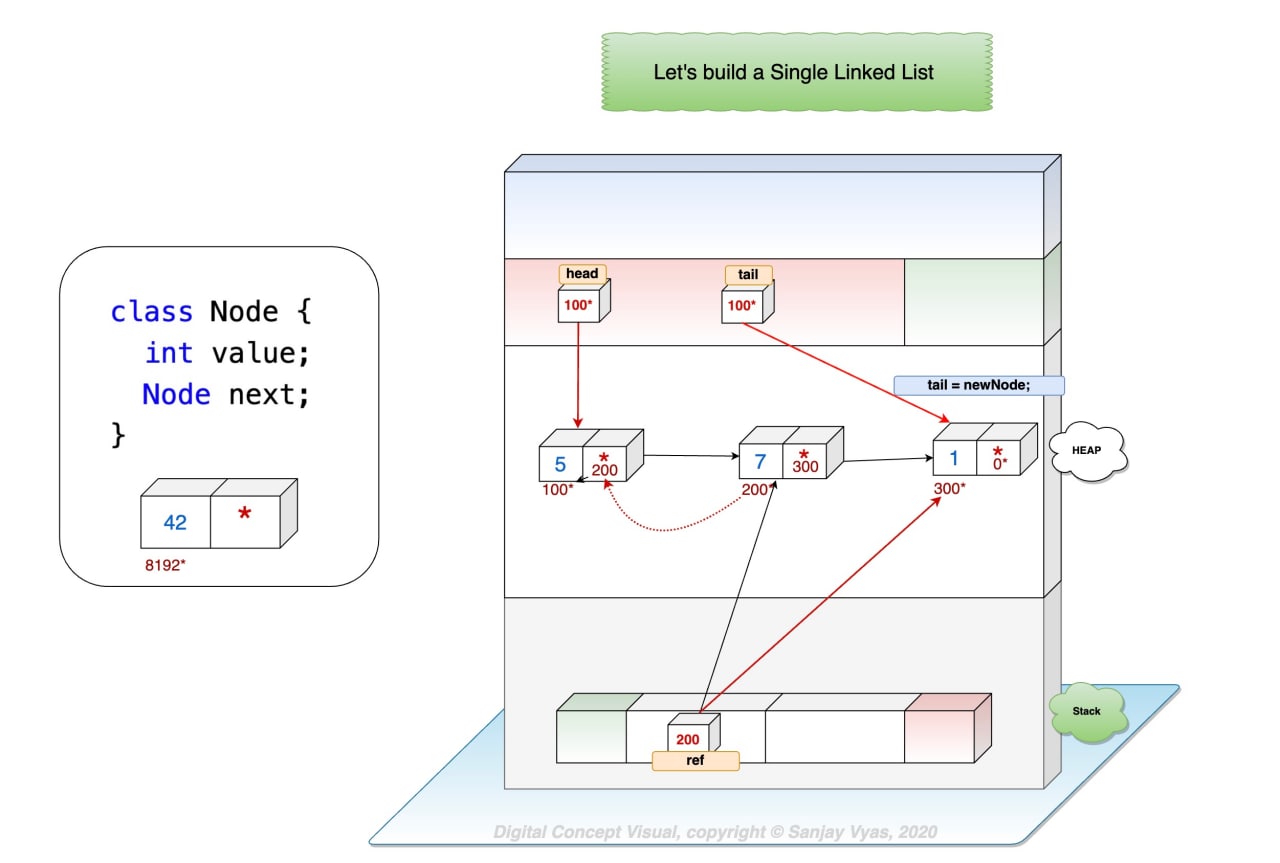 Let's build a Single Linked List
class Node {
int value;
Node next;
}
42
*
8192*
head
100*
tail
100*
tail = newNode;
5
*
200
100*
7
*
300
200*
1
*
0*
300*
HEAP
200
ref
Stack
Digital Concept Visual, copyright © Sanjay Vyas, 2020